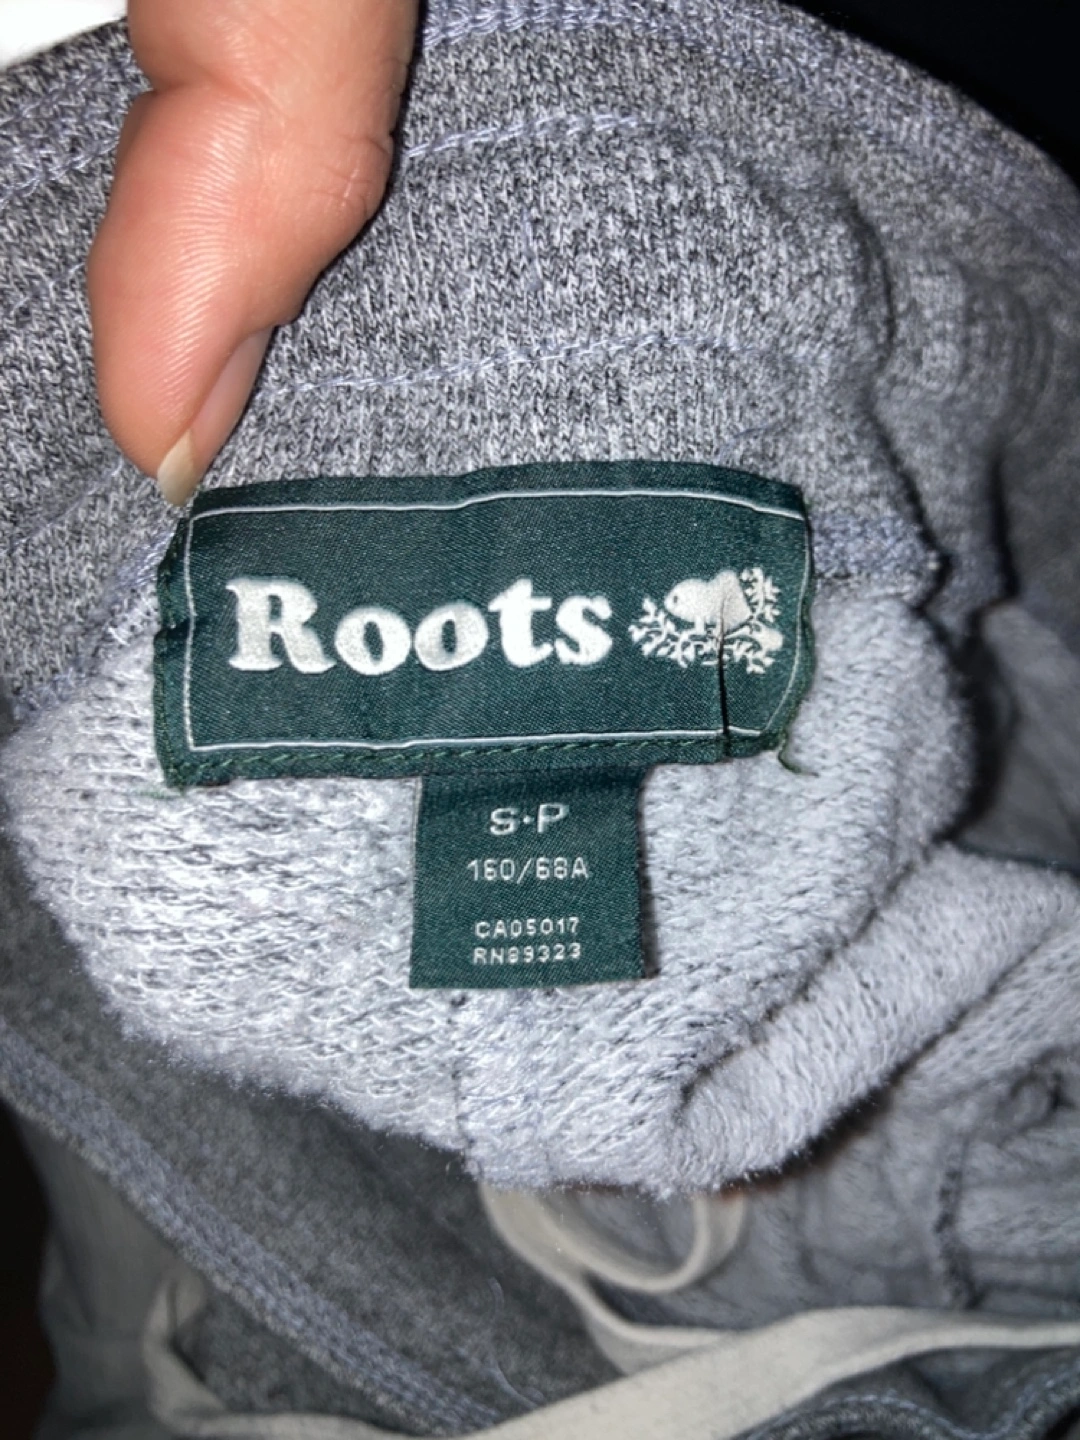 Roots
S·P
160/68A
CA05017
RN89323